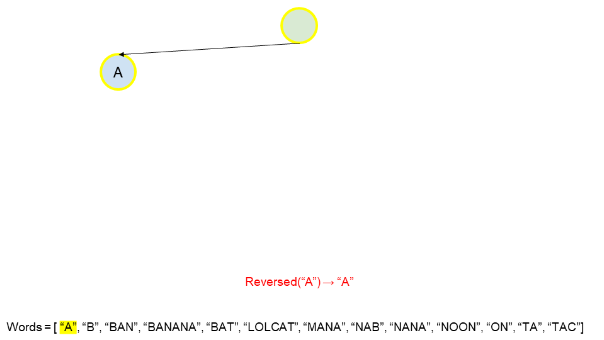 A
Reversed(“A”) → “A”
Words = [ “A”, “B”, “BAN”, “BANANA”, “BAT”, “LOLCAT”, “MANA”, “NAB”, “NANA”, “NOON”, “ON”, “TA”, “TAC”]